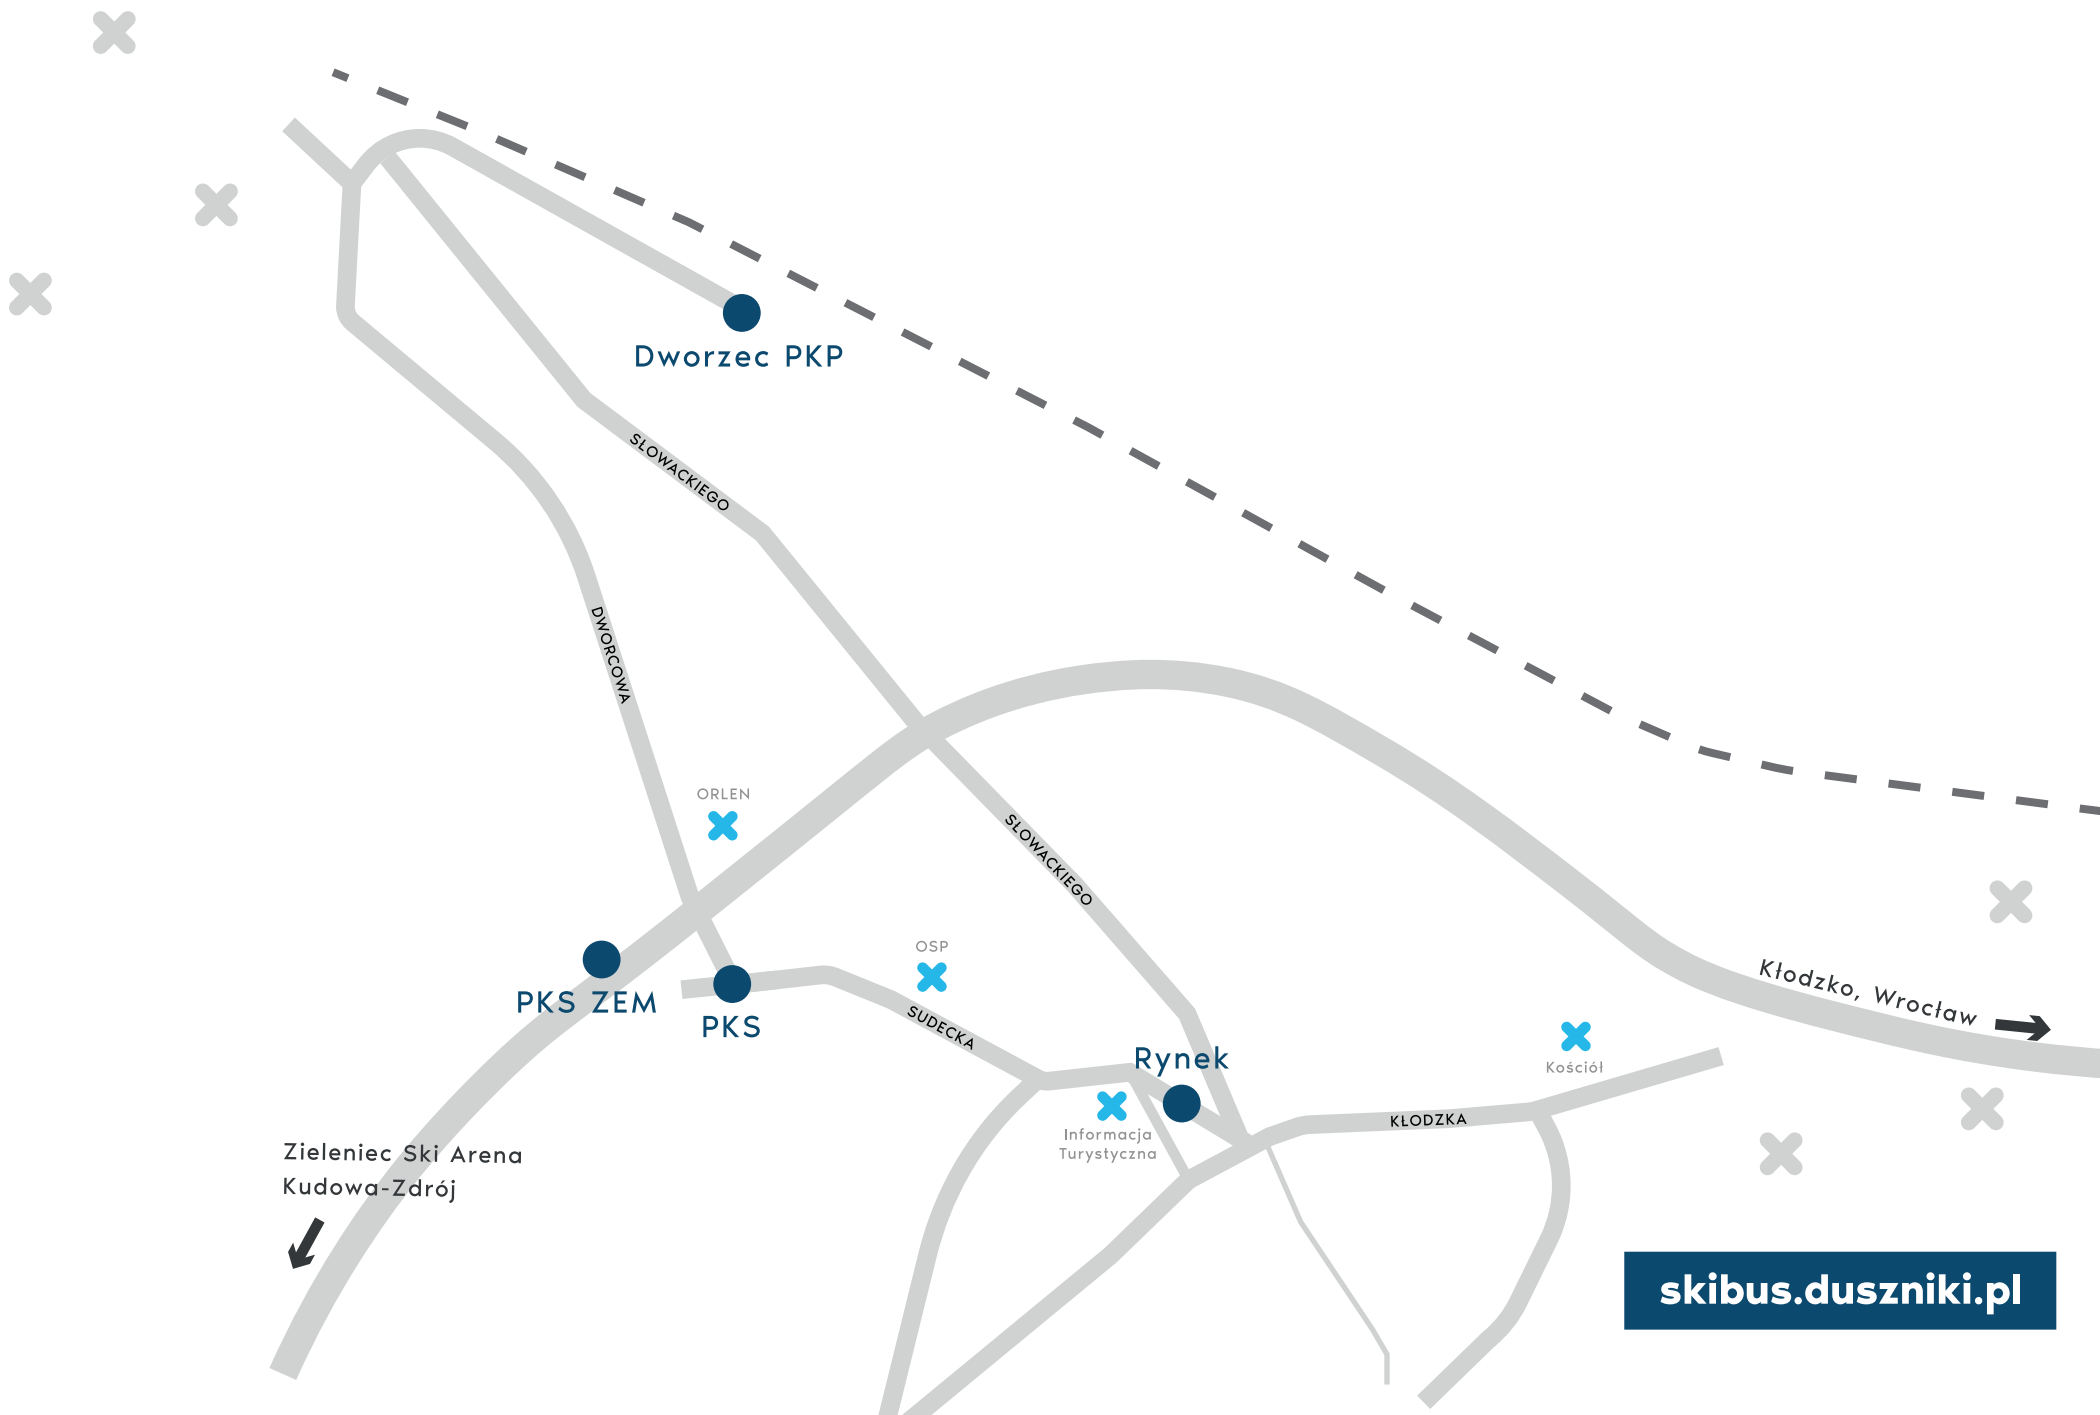 Dworzec PKP
SŁOWACKIEGO
DWORCOWA
ORLEN
SŁOWACKIEGO
OSP
PKS ZEM
PKS
SUDECKA
Kłodzko, Wrocław
Rynek
Kościół
KŁODZKA
Informacja
Turystyczna
Zieleniec Ski Arena
Kudowa-Zdrój
skibus.duszniki.pl